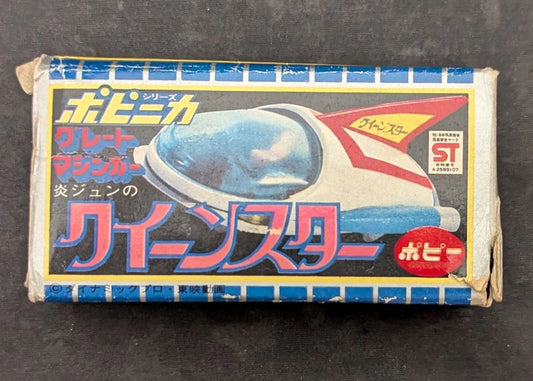 ポピニカ
シリーズ
グレート
マジンガー
炎ジュンの
クイーンスター
クイーンスター
ST
A2599107
ポピー
©ダイナミックプロ・東映動画